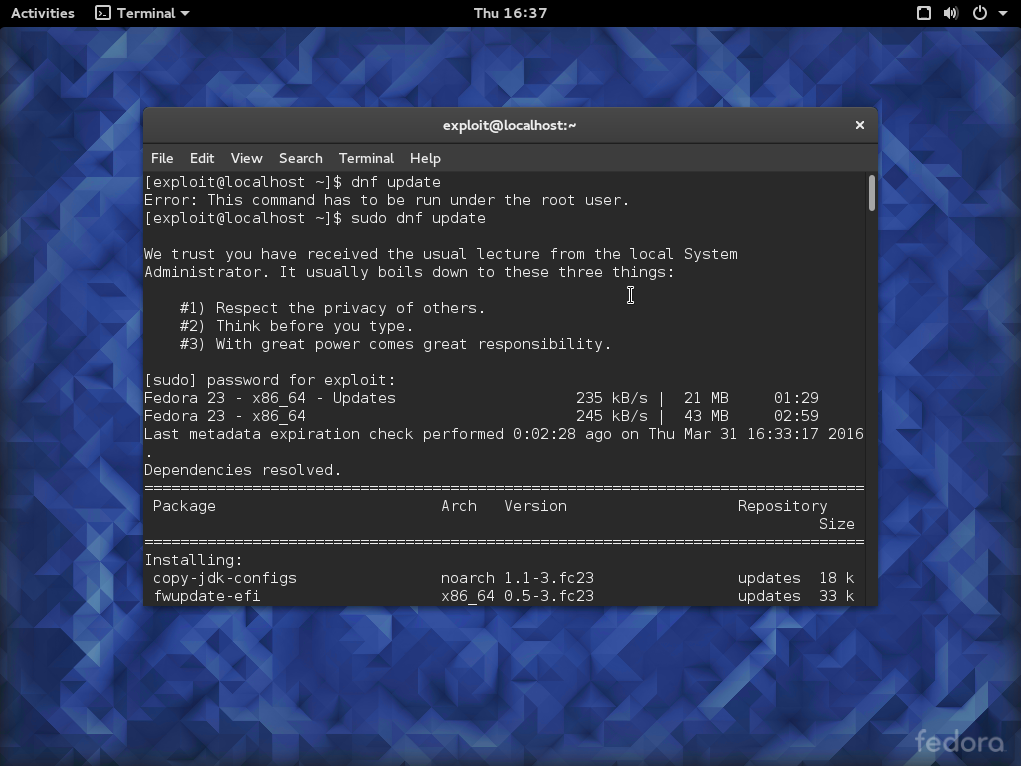 Activities Terminal Thu 16:37
exploit@localhost:~
File Edit View Search Terminal Help
[exploit@localhost ~]$ dnf update
Error: This command has to be run under the root user.
[exploit@localhost ~]$ sudo dnf update
We trust you have received the usual lecture from the local System
Administrator. It usually boils down to these three things:
#1) Respect the privacy of others.
#2) Think before you type.
#3) With great power comes great responsibility.
[sudo] password for exploit:
Fedora 23 - x86_64 - Updates 235 kB/s | 21 MB 01:29
Fedora 23 - x86_64 245 kB/s | 43 MB 02:59
Last metadata expiration check performed 0:02:28 ago on Thu Mar 31 16:33:17 2016
.
Dependencies resolved.
================================================================================
Package Arch Version Repository
Size
================================================================================
Installing:
copy-jdk-configs noarch 1.1-3.fc23 updates 18 k
fwupdate-efi x86_64 0.5-3.fc23 updates 33 k
fedora